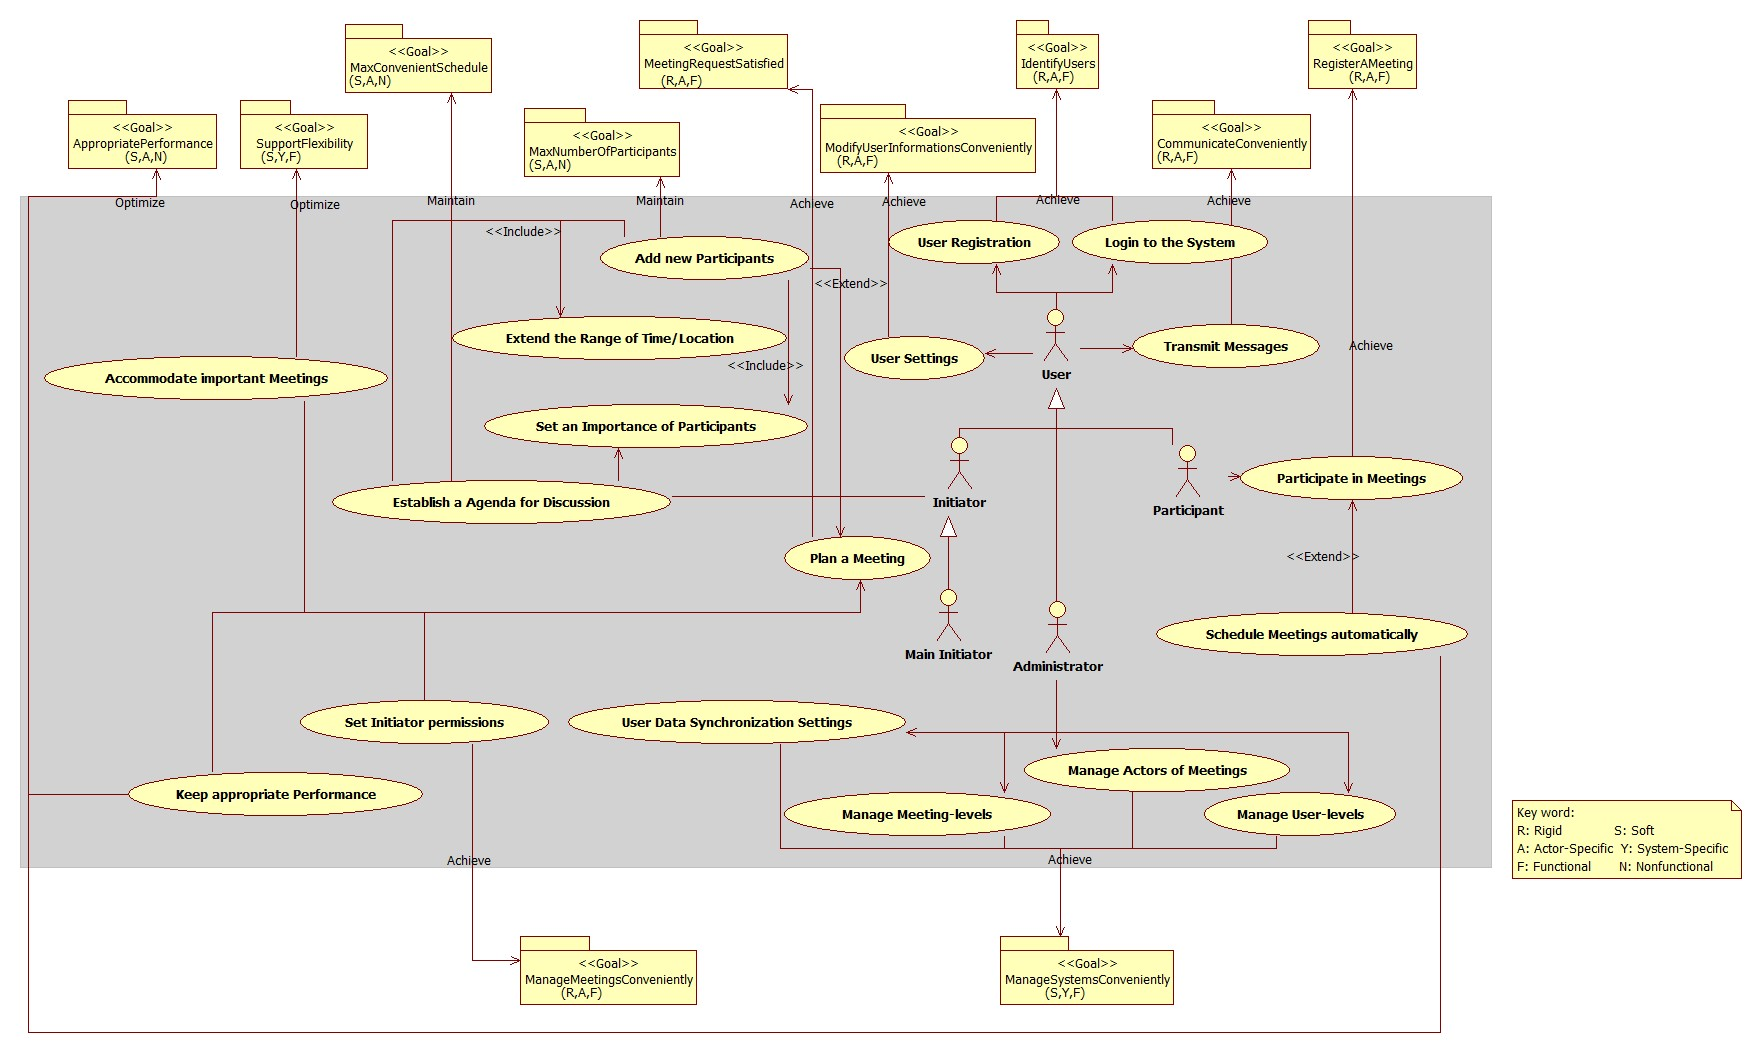 <<Goal>>
MaxConvenientSchedule
(S,A,N)
<<Goal>>
MeetingRequestSatisfied
(R,A,F)
<<Goal>>
IdentifyUsers
(R,A,F)
<<Goal>>
RegisterAMeeting
(R,A,F)
<<Goal>>
AppropriatePerformance
(S,A,N)
<<Goal>>
SupportFlexibility
(S,Y,F)
<<Goal>>
MaxNumberOfParticipants
(S,A,N)
<<Goal>>
ModifyUserInformationsConveniently
(R,A,F)
<<Goal>>
CommunicateConveniently
(R,A,F)
Optimize
Optimize
Maintain
Maintain
Achieve
Achieve
Achieve
Achieve
<<Include>>
User Registration
Login to the System
Add new Participants
<<Extend>>
Extend the Range of Time/Location
User Settings
Transmit Messages
Achieve
<<Include>>
User
Accommodate important Meetings
Set an Importance of Participants
Establish a Agenda for Discussion
Initiator
Participant
Participate in Meetings
Plan a Meeting
<<Extend>>
Main Initiator
Administrator
Schedule Meetings automatically
Set Initiator permissions
User Data Synchronization Settings
Manage Actors of Meetings
Keep appropriate Performance
Manage Meeting-levels
Manage User-levels
Achieve
Achieve
Key word:
R: Rigid S: Soft
A: Actor-Specific Y: System-Specific
F: Functional N: Nonfunctional
<<Goal>>
ManageMeetingsConveniently
(R,A,F)
<<Goal>>
ManageSystemsConveniently
(S,Y,F)